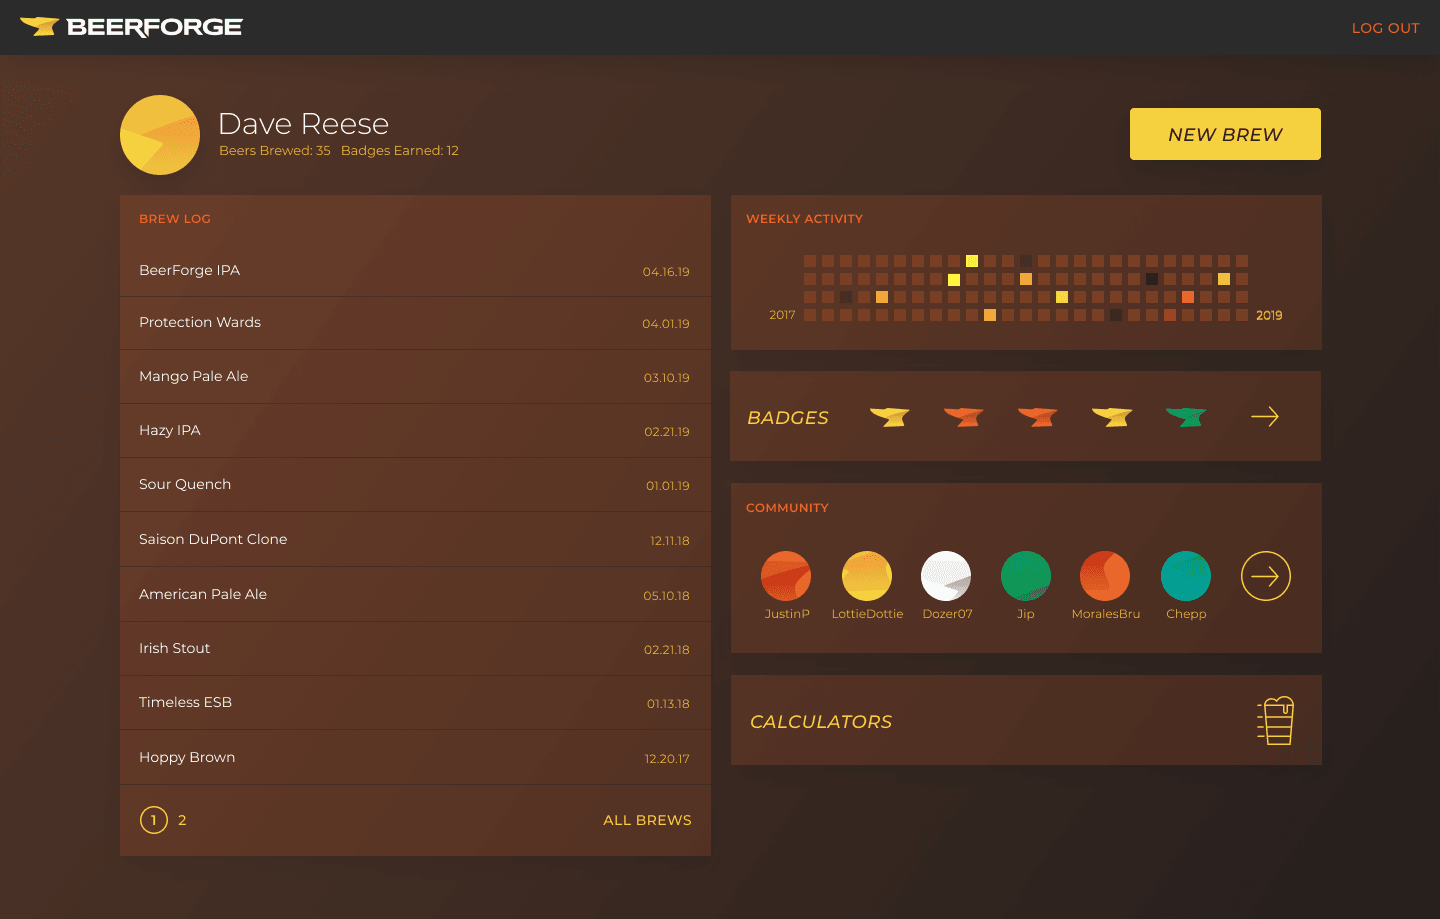 BEERFORGE
LOG OUT
Dave Reese
Beers Brewed: 35 Badges Earned: 12
NEW BREW
BREW LOG
BeerForge IPA 04.16.19
Protection Wards 04.01.19
Mango Pale Ale 03.10.19
Hazy IPA 02.21.19
Sour Quench 01.01.19
Saison DuPont Clone 12.11.18
American Pale Ale 05.10.18
Irish Stout 02.21.18
Timeless ESB 01.13.18
Hoppy Brown 12.20.17
1 2 ALL BREWS
WEEKLY ACTIVITY
2017 2019
BADGES
COMMUNITY
JustinP LottieDottie Dozer07 Jip MoralesBru Chepp
CALCULATORS